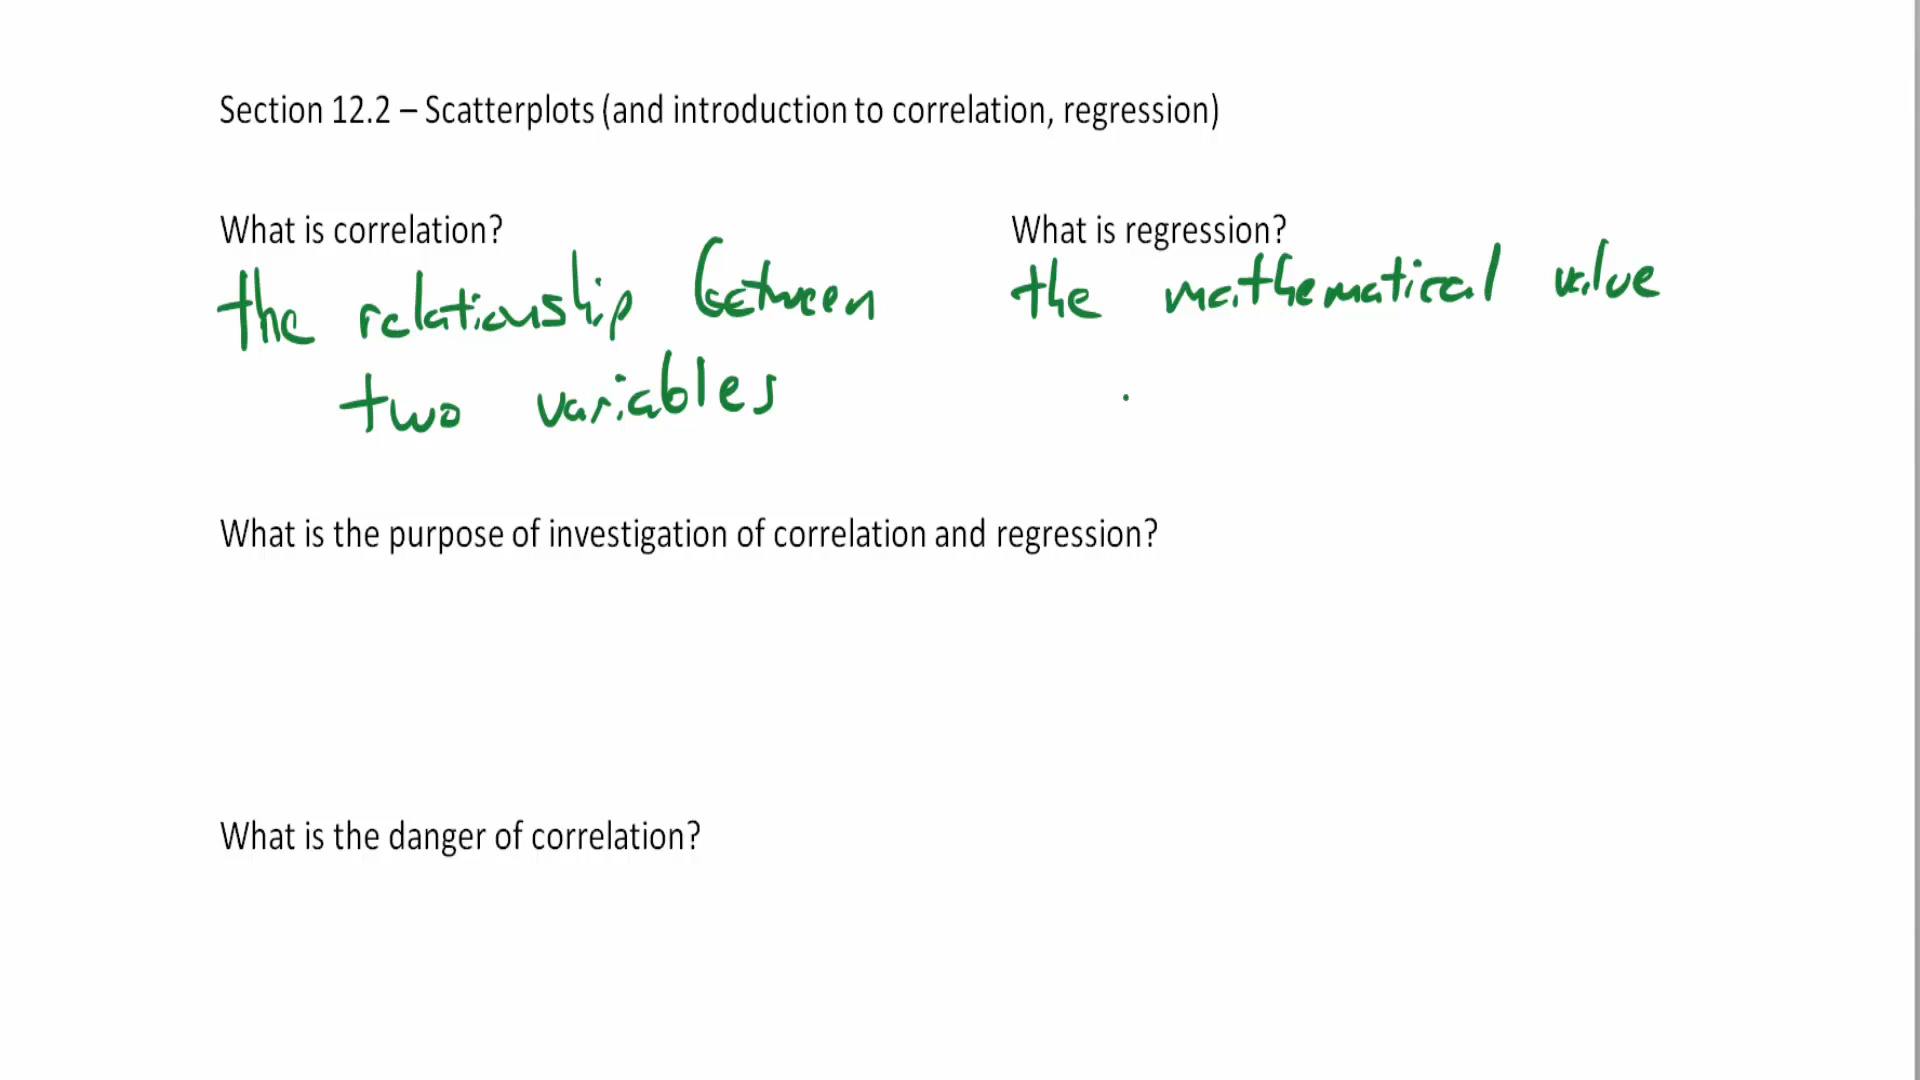 Section 12.2 – Scatterplots (and introduction to correlation, regression)
What is correlation?
the relationship between
two variables
What is regression?
the mathematical value
What is the purpose of investigation of correlation and regression?
What is the danger of correlation?